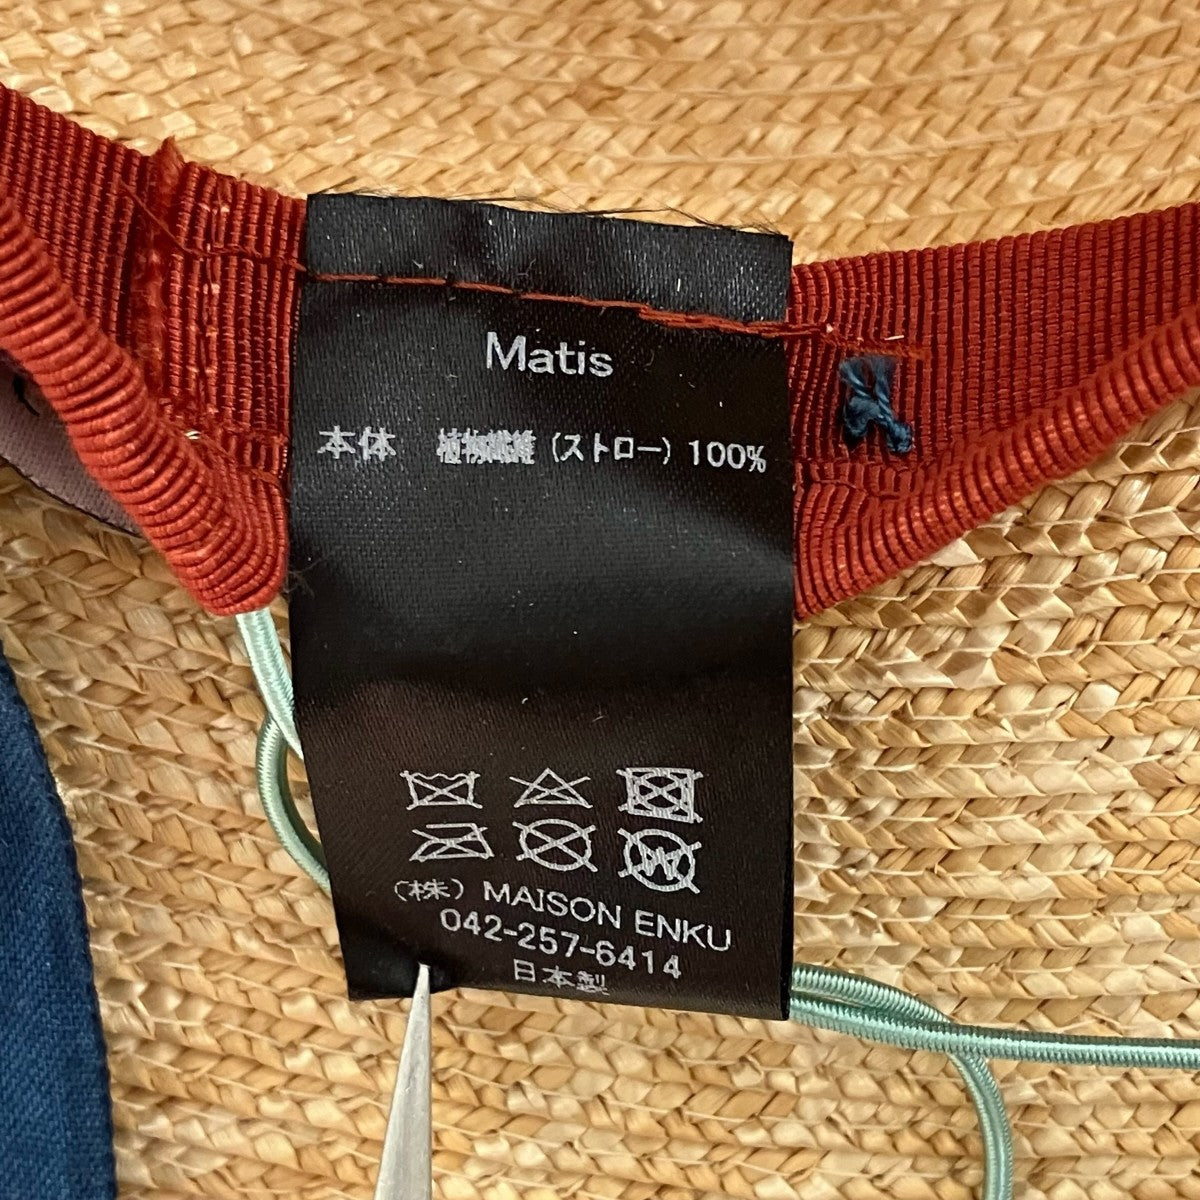 Matis
本体 植物繊維 (ストロー) 100%
(株) MAISON ENKU
042-257-6414
日本製